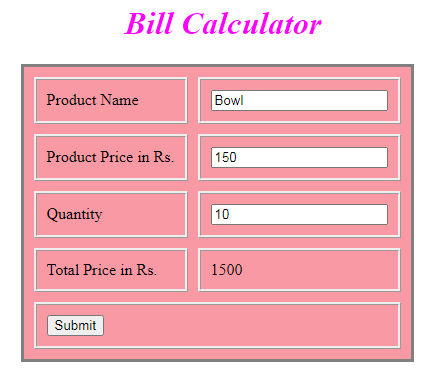 Bill Calculator
Product Name Bowl
Product Price in Rs. 150
Quantity 10
Total Price in Rs. 1500
Submit